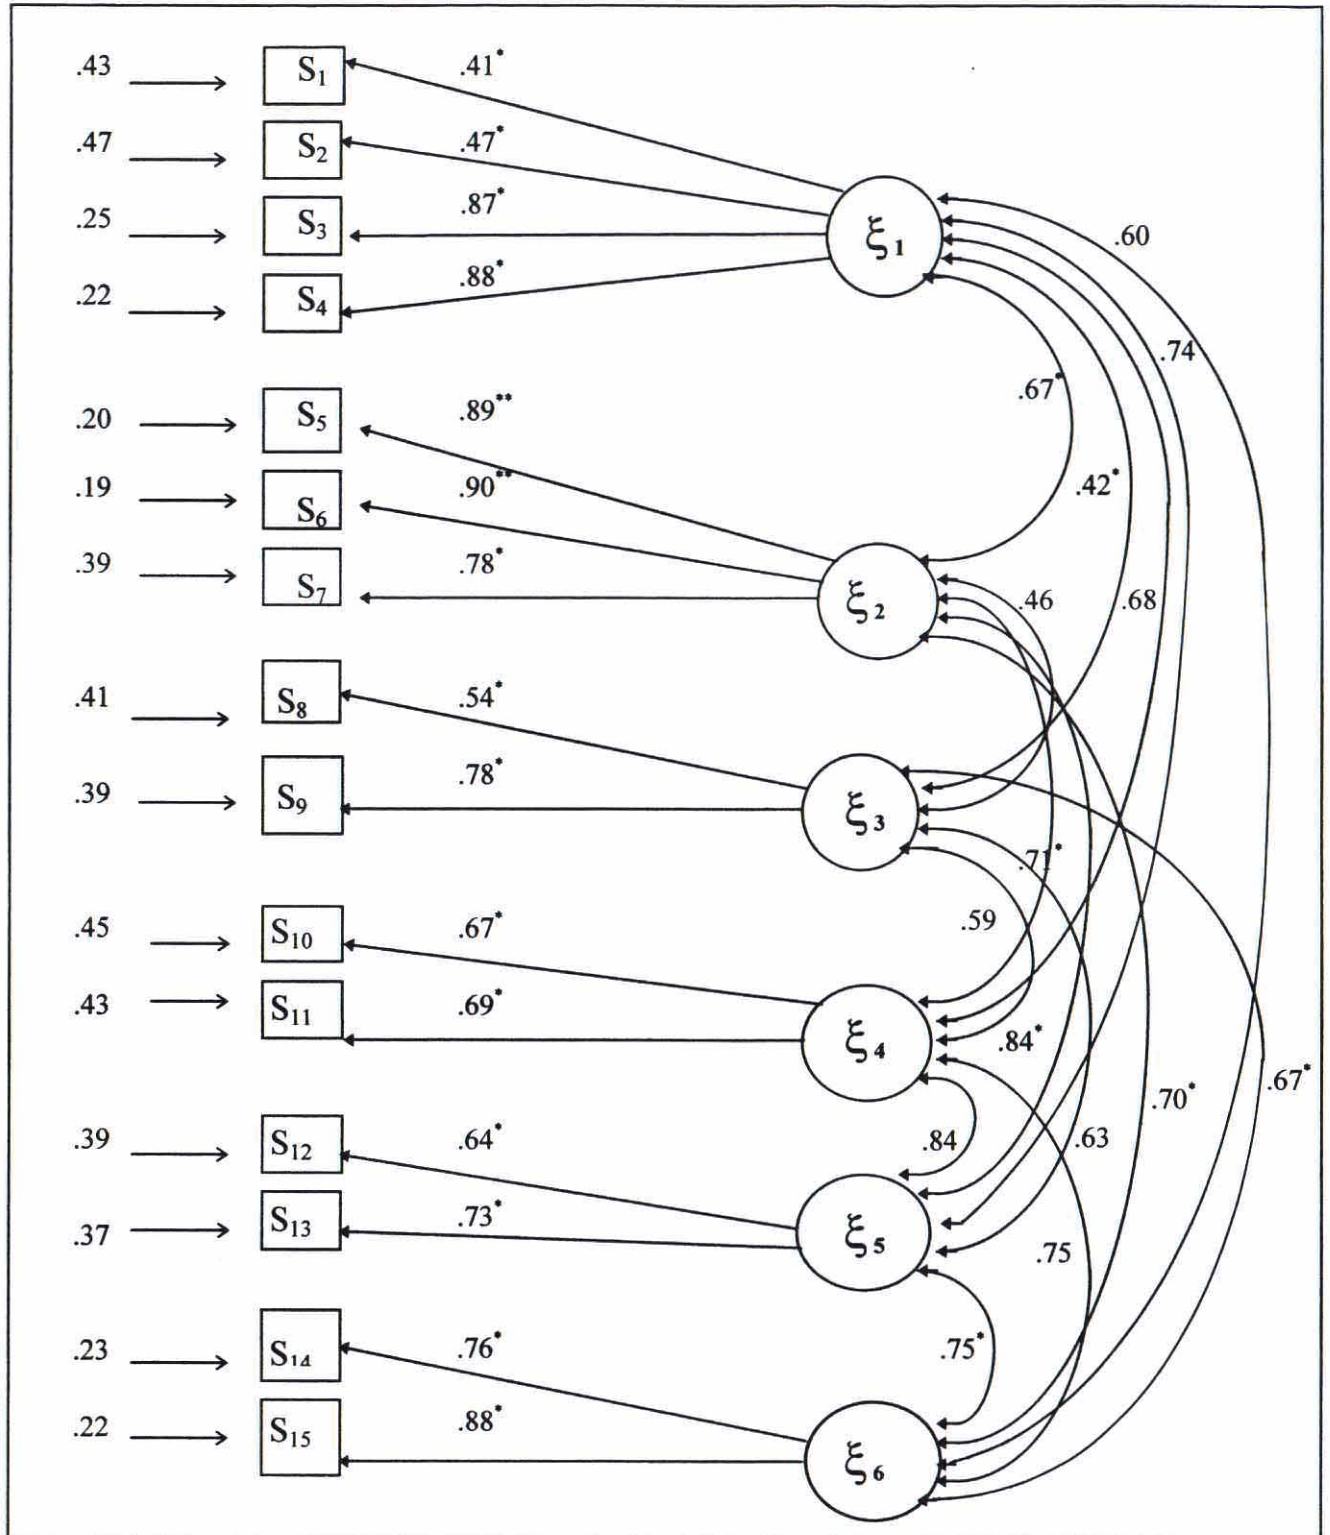 .43 S1 .41*
.47 S2 .47*
.25 S3 .87*
ξ1 .60
.22 S4 .88*
.74
.67*
.20 S5 .89**
.42*
.19 S6 .90**
.39 S7 .78*
ξ2 .46 .68
.41 S8 .54*
.39 S9 .78*
ξ3
.71*
.59
.45 S10 .67*
.43 S11 .69*
ξ4 .84*
.67*
.70*
.39 S12 .64* .84 .63
.37 S13 .73*
ξ5 .75
.23 S14 .76* .75*
.22 S15 .88*
ξ6